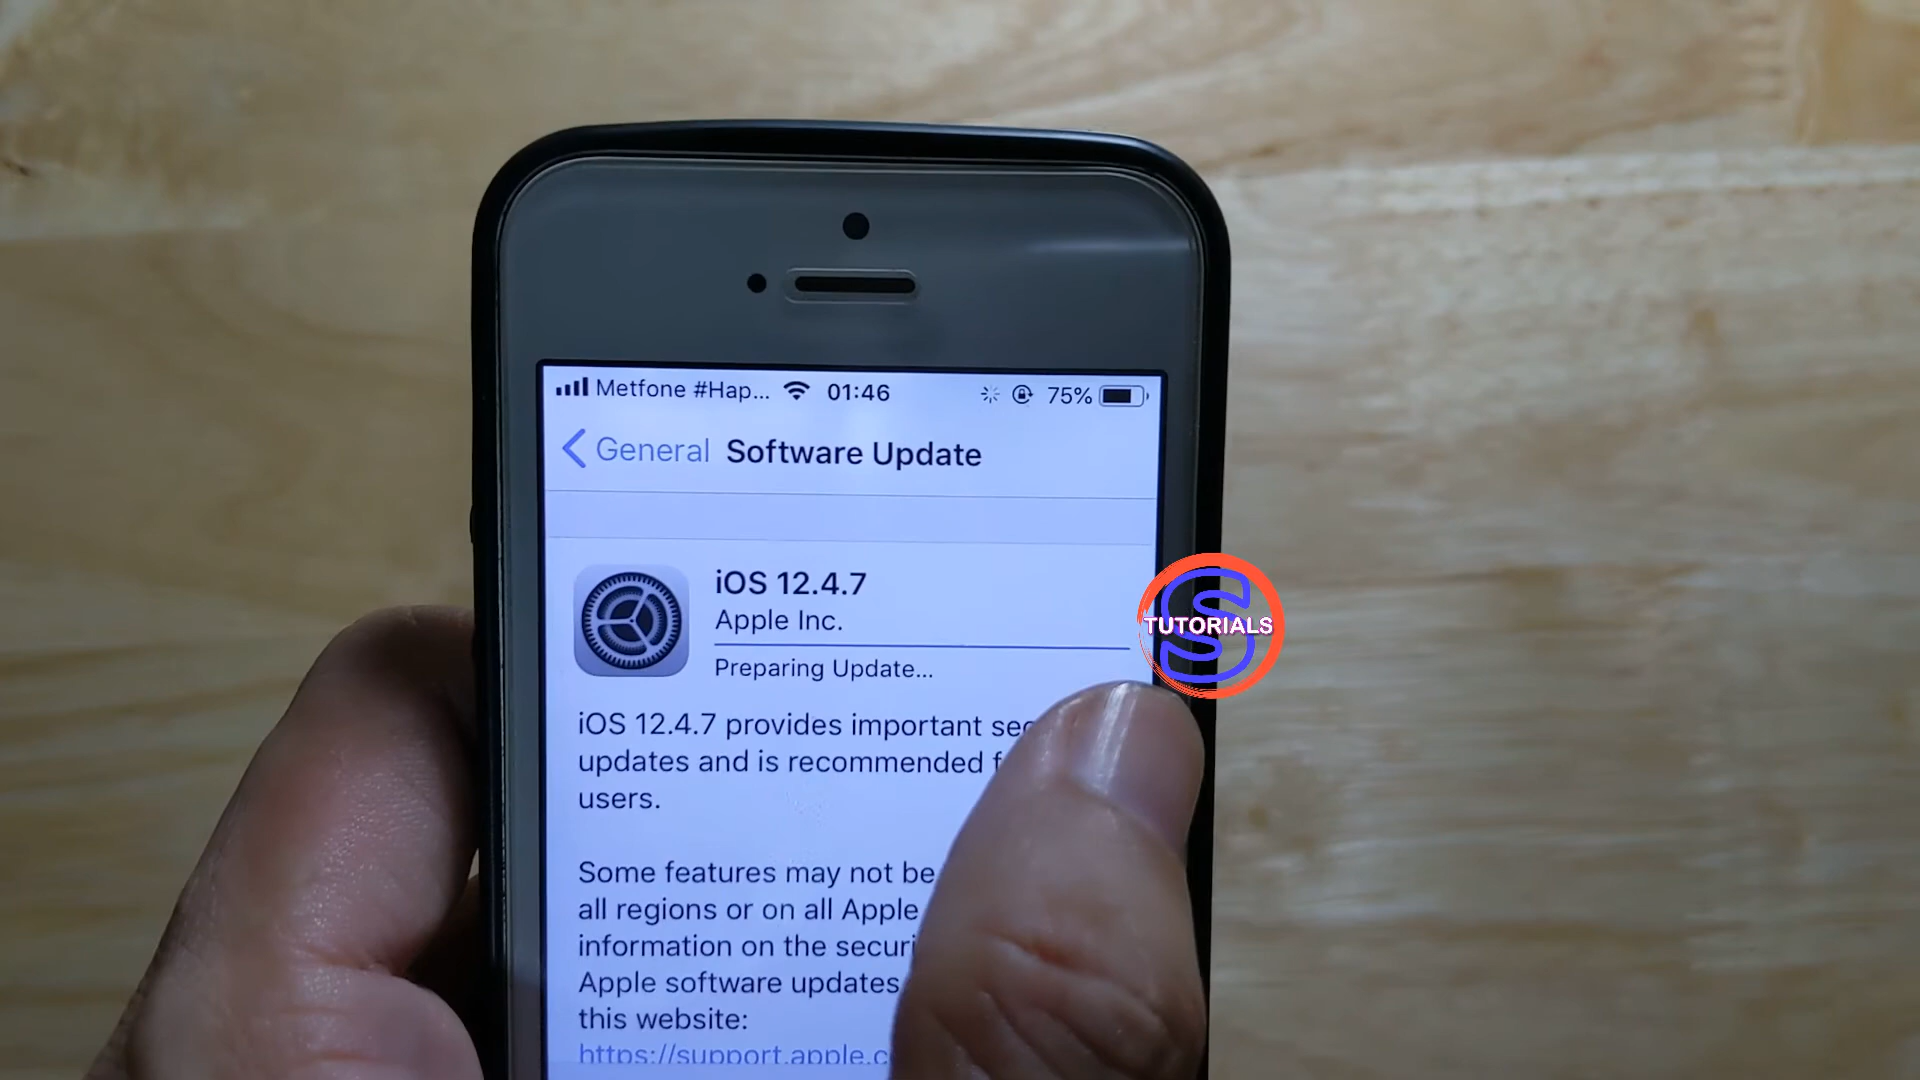 Metfone #Hap... 01:46 75%
General Software Update
iOS 12.4.7
Apple Inc.
TUTORIALS
S
Preparing Update...
iOS 12.4.7 provides important
updates and is recommended
users.
Some features may not be
all regions or on all Apple
information on the
Apple software updates
this website:
https://support.apple.